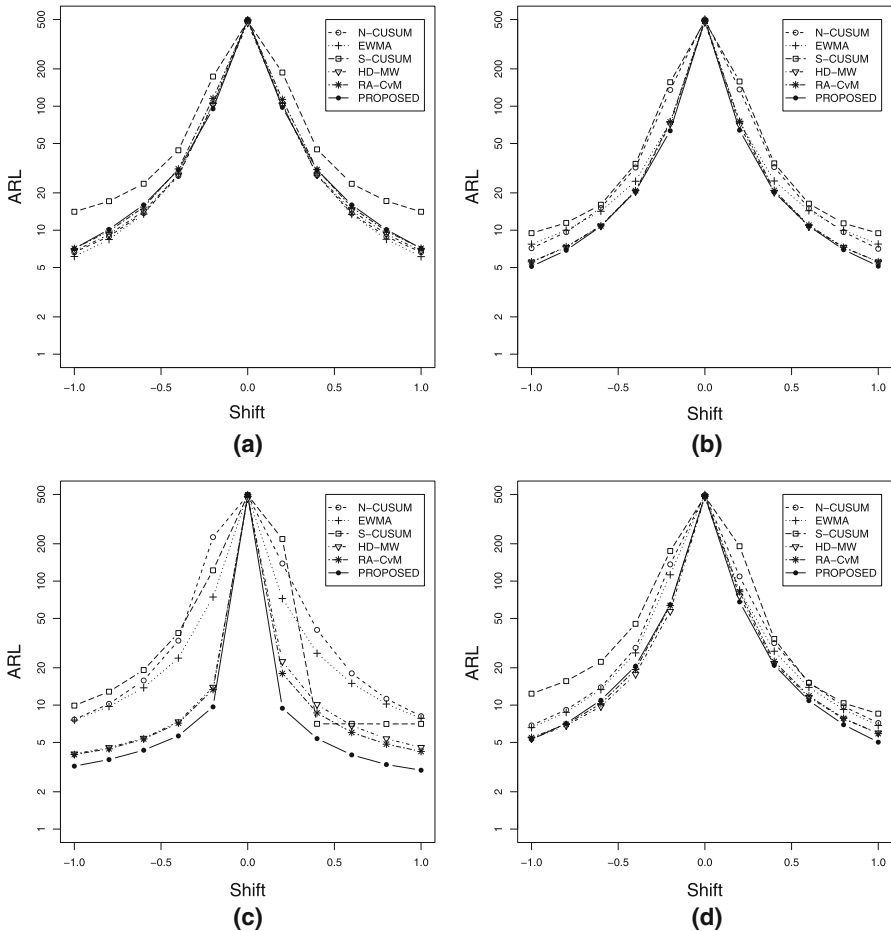 ARL
500
200
100
50
20
10
5
2
1
N-CUSUM
EWMA
S-CUSUM
HD-MW
RA-CvM
PROPOSED
-1.0
-0.5
0.0
0.5
1.0
Shift
(a)
ARL
500
200
100
50
20
10
5
2
1
N-CUSUM
EWMA
S-CUSUM
HD-MW
RA-CvM
PROPOSED
-1.0
-0.5
0.0
0.5
1.0
Shift
(b)
ARL
500
200
100
50
20
10
5
2
1
N-CUSUM
EWMA
S-CUSUM
HD-MW
RA-CvM
PROPOSED
-1.0
-0.5
0.0
0.5
1.0
Shift
(c)
ARL
500
200
100
50
20
10
5
2
1
N-CUSUM
EWMA
S-CUSUM
HD-MW
RA-CvM
PROPOSED
-1.0
-0.5
0.0
0.5
1.0
Shift
(d)